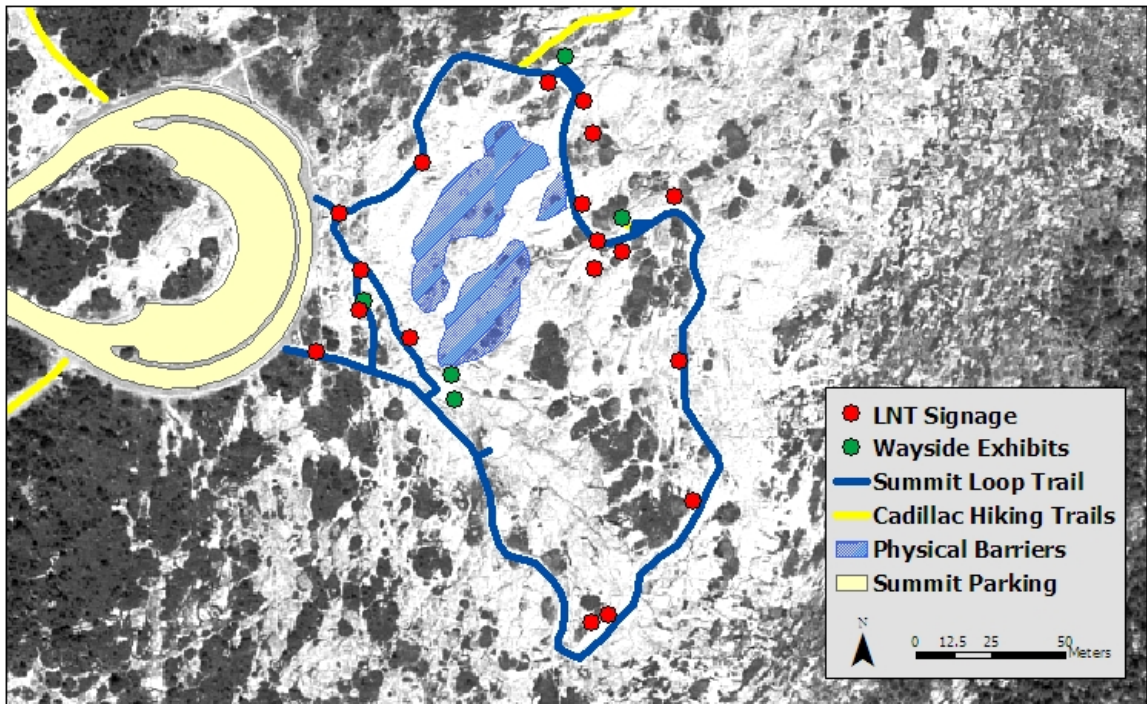 LNT Signage
Wayside Exhibits
Summit Loop Trail
Cadillac Hiking Trails
Physical Barriers
Summit Parking
N
0 12.5 25 50
Meters